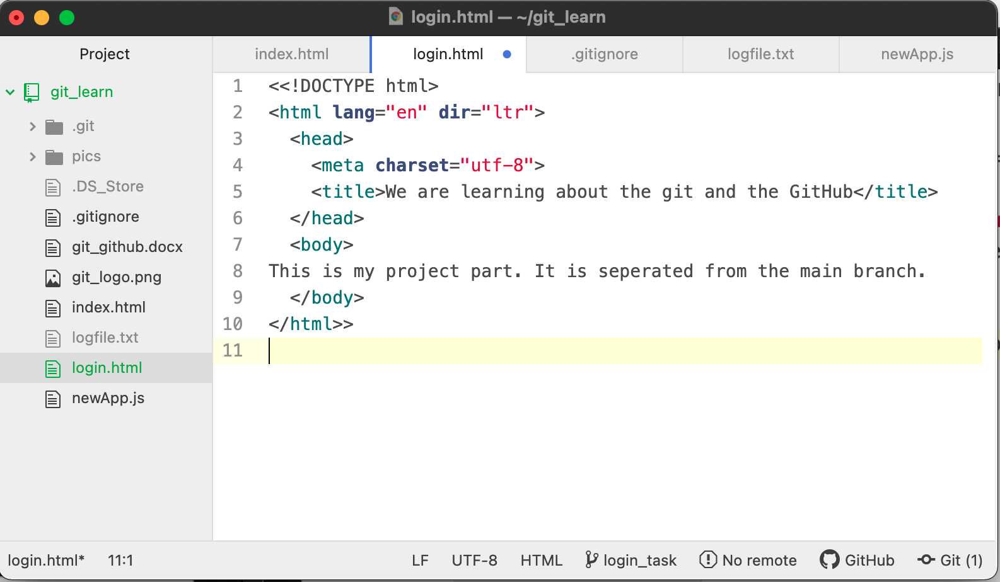 login.html — ~/git_learn
Project
index.html
login.html
.gitignore
logfile.txt
newApp.js
git_learn
.git
pics
.DS_Store
.gitignore
git_github.docx
git_logo.png
index.html
logfile.txt
login.html
newApp.js
1 <<!DOCTYPE html>
2 <html lang="en" dir="ltr">
3 <head>
4 <meta charset="utf-8">
5 <title>We are learning about the git and the GitHub</title>
6 </head>
7 <body>
8 This is my project part. It is seperated from the main branch.
9 </body>
10 </html>>
11
login.html* 11:1 LF UTF-8 HTML login_task No remote GitHub Git (1)